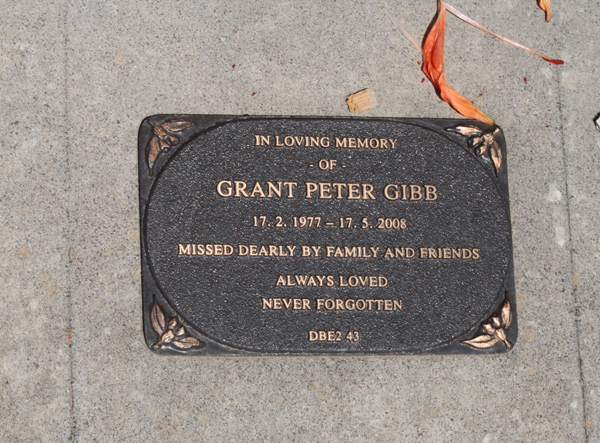 IN LOVING MEMORY
- OF -
GRANT PETER GIBB
17. 2. 1977 – 17. 5. 2008
MISSED DEARLY BY FAMILY AND FRIENDS
ALWAYS LOVED
NEVER FORGOTTEN
DBE2 43